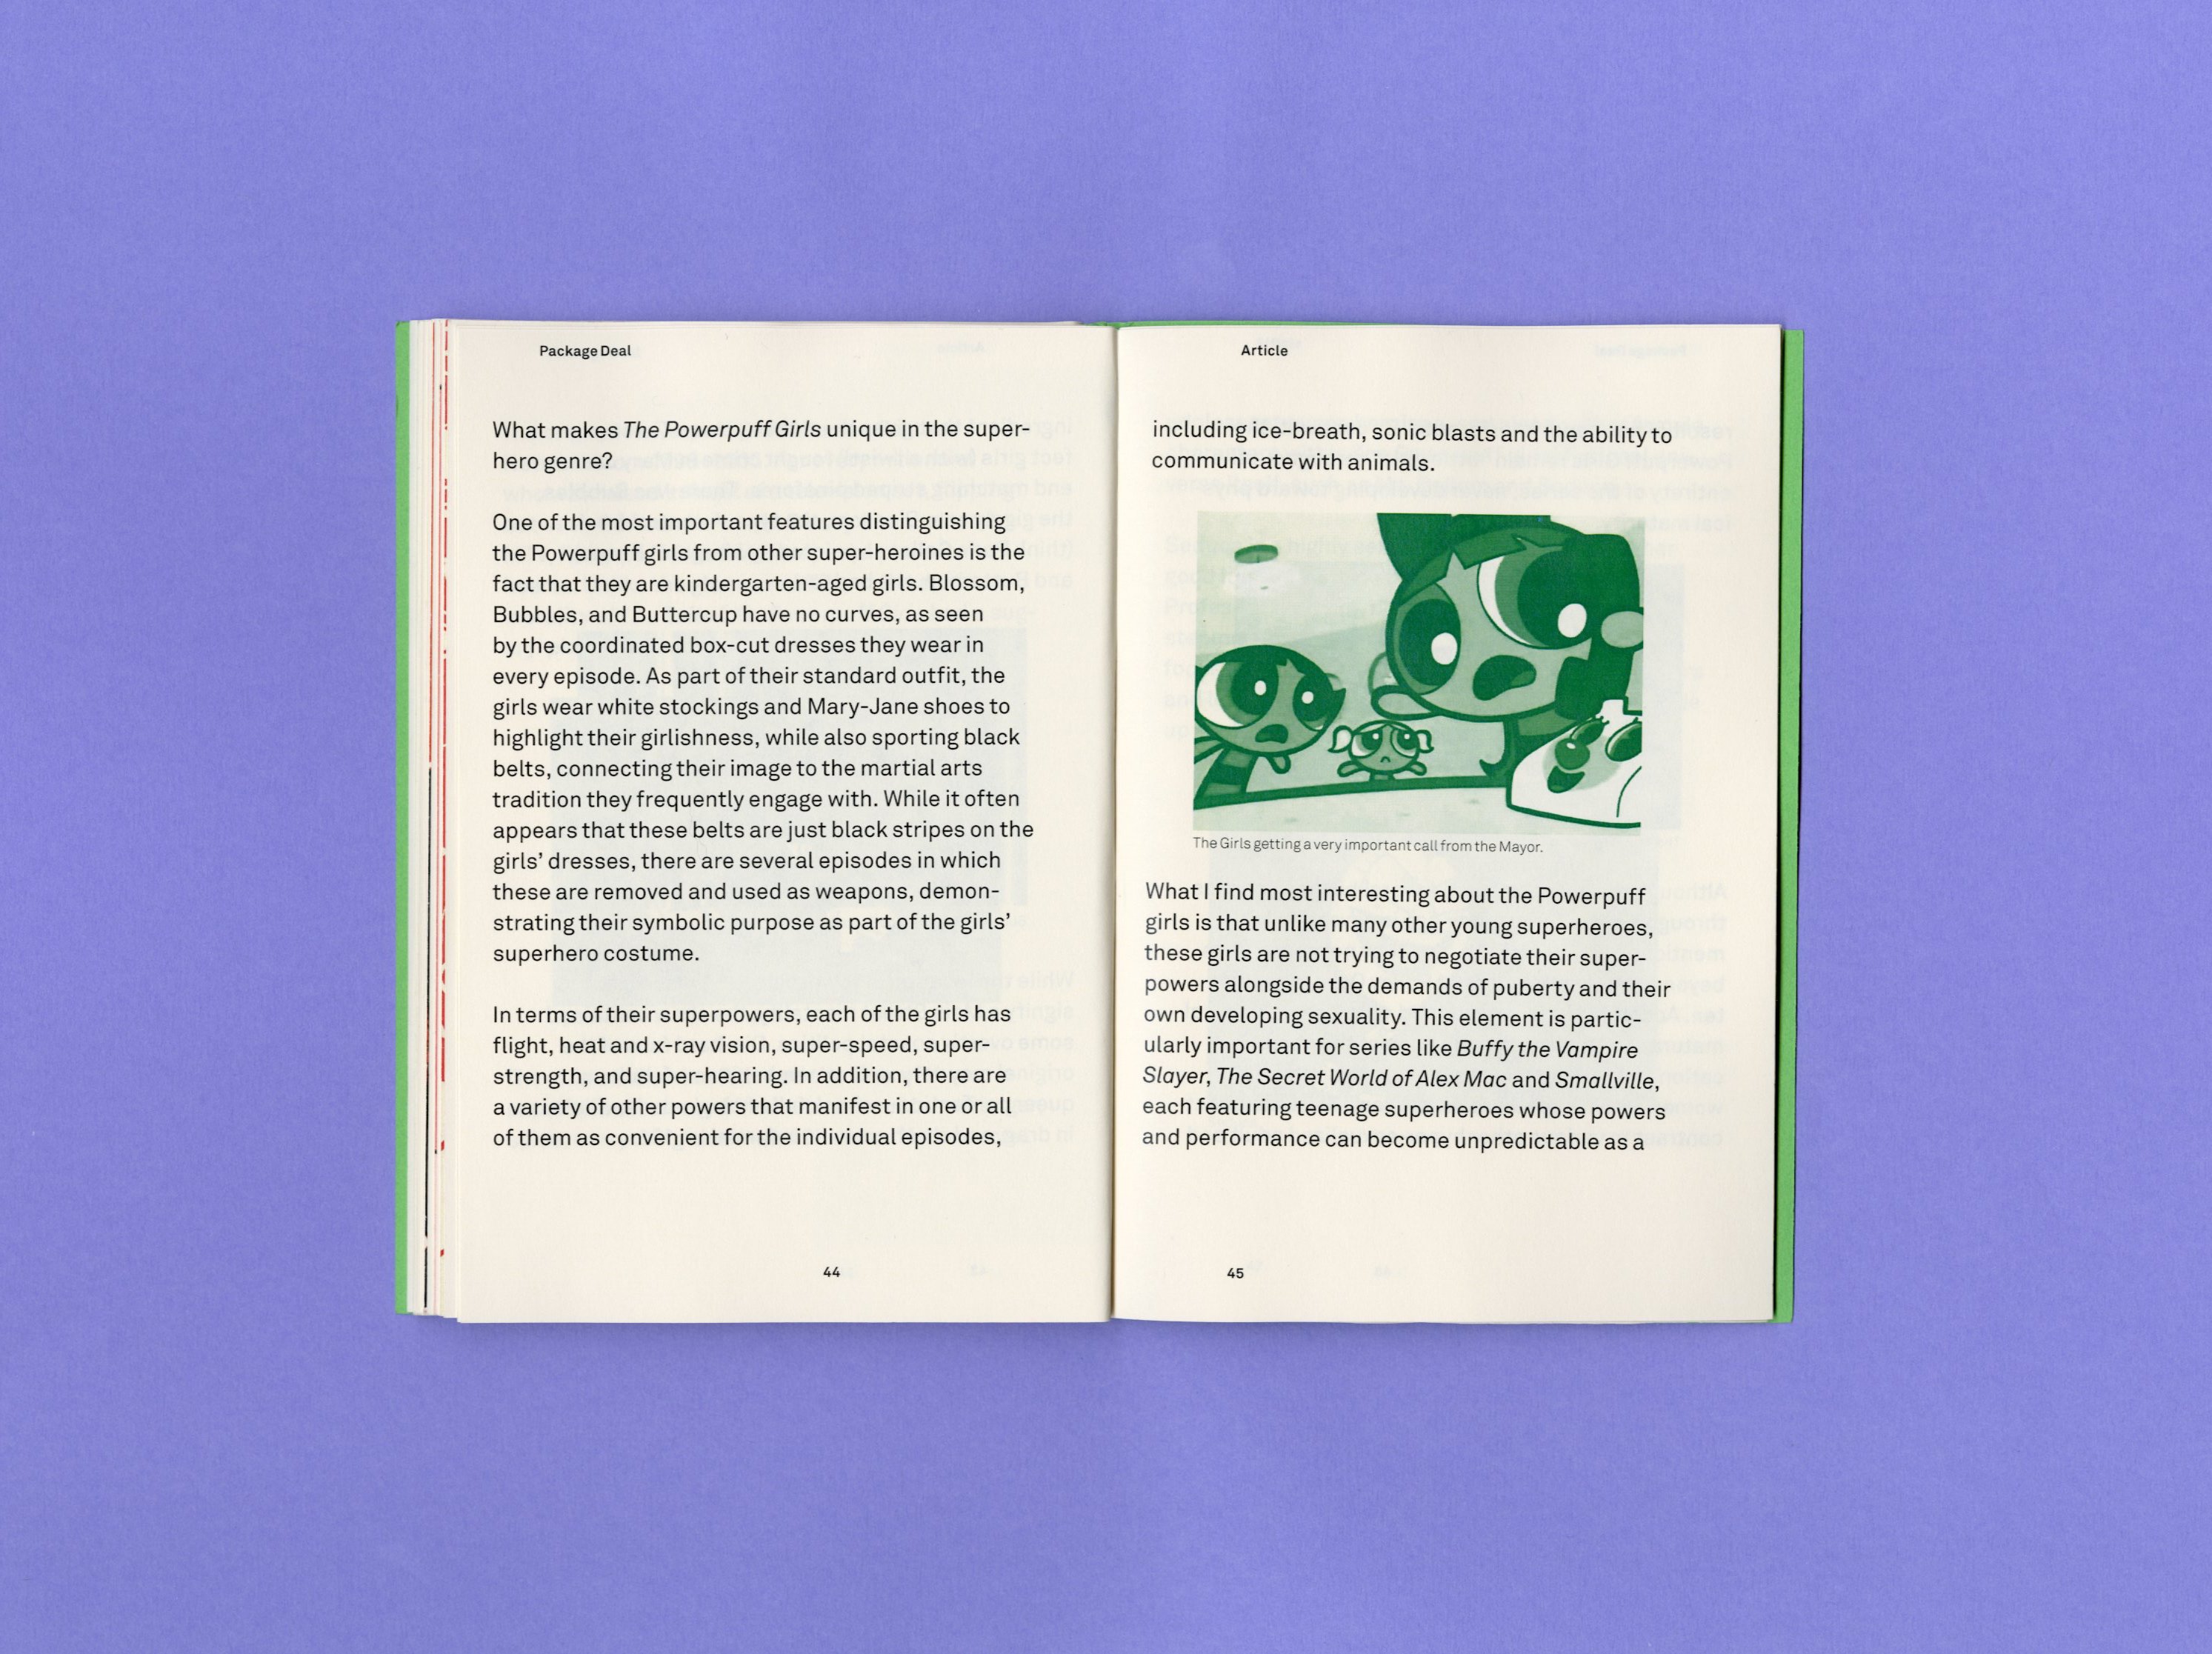 Package Deal
What makes The Powerpuff Girls unique in the super-
hero genre?
One of the most important features distinguishing
the Powerpuff girls from other super-heroines is the
fact that they are kindergarten-aged girls. Blossom,
Bubbles, and Buttercup have no curves, as seen
by the coordinated box-cut dresses they wear in
every episode. As part of their standard outfit, the
girls wear white stockings and Mary-Jane shoes to
highlight their girlishness, while also sporting black
belts, connecting their image to the martial arts
tradition they frequently engage with. While it often
appears that these belts are just black stripes on the
girls’ dresses, there are several episodes in which
these are removed and used as weapons, demon-
strating their symbolic purpose as part of the girls’
superhero costume.
In terms of their superpowers, each of the girls has
flight, heat and x-ray vision, super-speed, super-
strength, and super-hearing. In addition, there are
a variety of other powers that manifest in one or all
of them as convenient for the individual episodes,
44
Article
including ice-breath, sonic blasts and the ability to
communicate with animals.
The Girls getting a very important call from the Mayor.
What I find most interesting about the Powerpuff
girls is that unlike many other young superheroes,
these girls are not trying to negotiate their super-
powers alongside the demands of puberty and their
own developing sexuality. This element is partic-
ularly important for series like Buffy the Vampire
Slayer, The Secret World of Alex Mac and Smallville,
each featuring teenage superheroes whose powers
and performance can become unpredictable as a
45